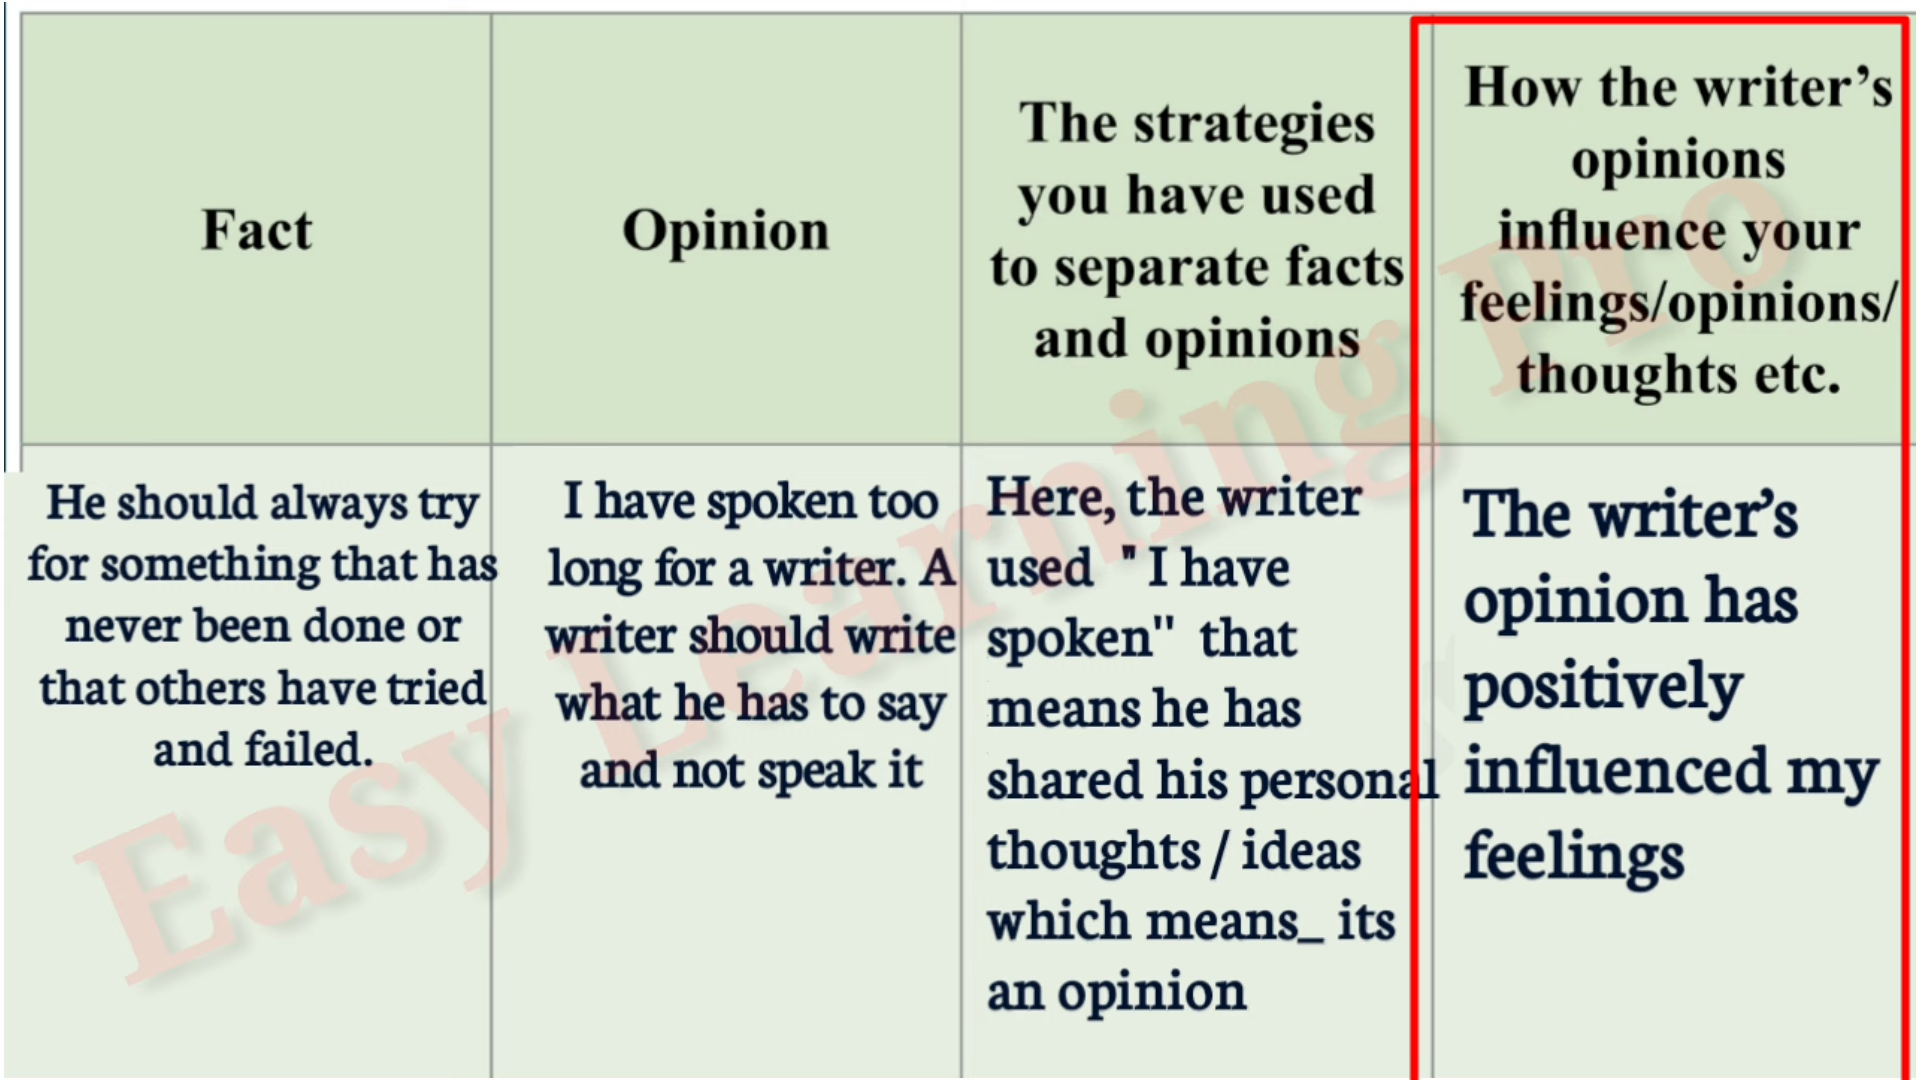 Fact
Opinion
The strategies
you have used
to separate facts
and opinions
How the writer’s
opinions
influence your
feelings/opinions/
thoughts etc.
He should always try
for something that has
never been done or
that others have tried
and failed.
I have spoken too
long for a writer. A
writer should write
what he has to say
and not speak it
Here, the writer
used " I have
spoken" that
means he has
shared his personal
thoughts / ideas
which means_ its
an opinion
The writer’s
opinion has
positively
influenced my
feelings
Easy Learning Pro